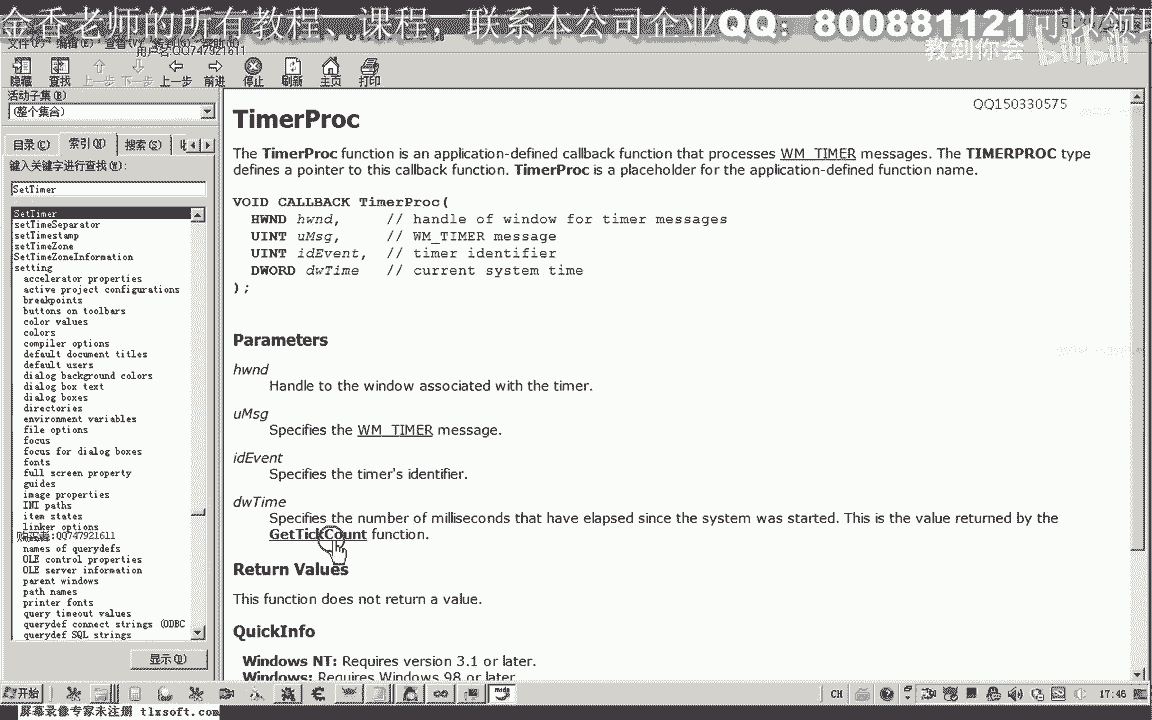 金香老师的所有教程、课程，联系本公司企业QQ：800881121可以领取
文件(F) 编辑(E) 查看(V)
用户名:QQ747921611
教到你会 bilibili
隐藏 查找 上一步 下一步 上一步 前进 停止 刷新 主页 打印
活动子集(B)
(整个集合)
目录(C) 索引(N) 搜索(S)
键入关键字进行查找(W):
SetTimer
SetTimer
setTimeSeparator
setTimestamp
setTimeZone
SetTimeZoneInformation
setting
accelerator properties
active project configurations
breakpoints
buttons on toolbars
color values
colors
compiler options
default document titles
default users
dialog background colors
dialog box text
dialog boxes
directories
environment variables
file options
focus
focus for dialog boxes
fonts
full screen property
guides
image properties
INI paths
item states
linker options
购买者:QQ747921611
names of querydefs
OLE control properties
OLE server information
parent windows
path names
printer fonts
query timeout values
querydef connect strings (ODBC
querydef SQL strings
显示(D)
QQ150330575
TimerProc
The TimerProc function is an application-defined callback function that processes WM_TIMER messages. The TIMERPROC type
defines a pointer to this callback function. TimerProc is a placeholder for the application-defined function name.
VOID CALLBACK TimerProc(
HWND hwnd, // handle of window for timer messages
UINT uMsg, // WM_TIMER message
UINT idEvent, // timer identifier
DWORD dwTime // current system time
);
Parameters
hwnd
Handle to the window associated with the timer.
uMsg
Specifies the WM_TIMER message.
idEvent
Specifies the timer's identifier.
dwTime
Specifies the number of milliseconds that have elapsed since the system was started. This is the value returned by the
GetTickCount function.
Return Values
This function does not return a value.
QuickInfo
Windows NT: Requires version 3.1 or later.
Windows: Requires Windows 98 or later.
开始
CH
17:46
屏幕录像专家未注册 tlxsoft.com